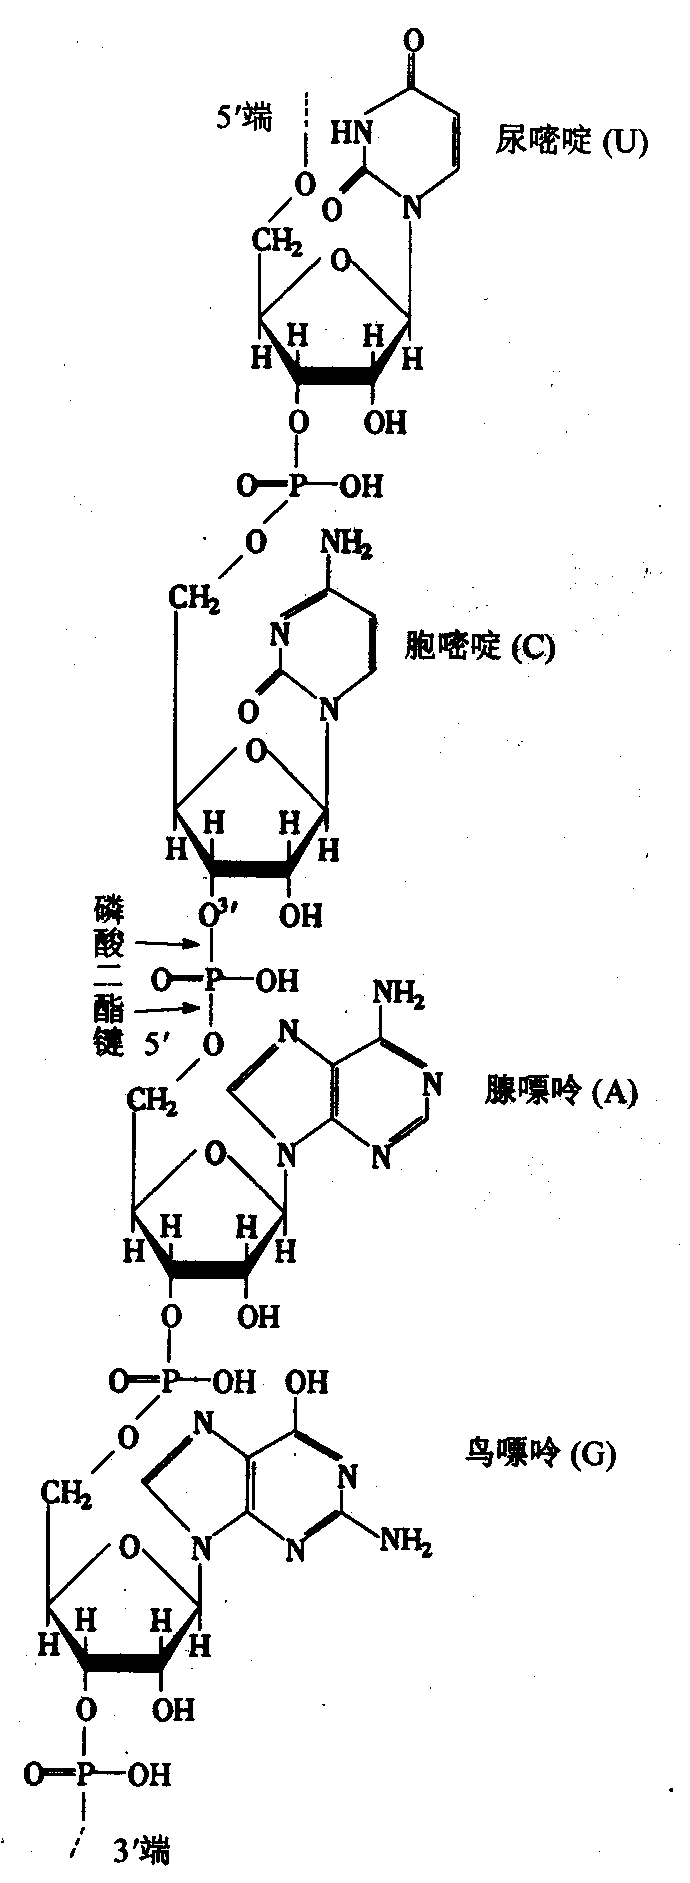 O
5′端
HN
尿嘧啶 (U)
O
O
N
CH₂
O
H
H
H
H
O
OH
O=P—OH
O
NH₂
CH₂
N
胞嘧啶 (C)
O
N
O
H
H
H
H
O3′
OH
磷酸二酯键
O=P—OH
NH₂
5′
O
N
N
腺嘌呤 (A)
CH₂
N
N
O
H
H
H
H
O
OH
O=P—OH
OH
O
N
鸟嘌呤 (G)
N
CH₂
NH₂
O
N
N
H
H
H
H
O
OH
O=P—OH
3′端